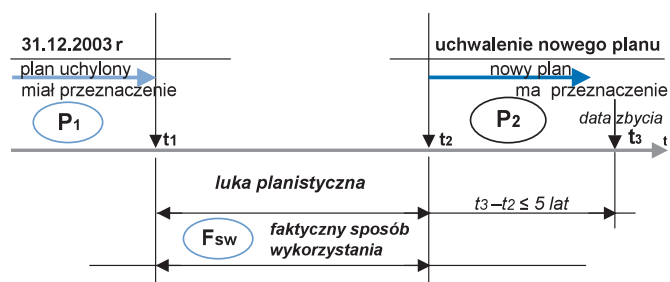 31.12.2003 r
plan uchylony
miał przeznaczenie
P1
t1
uchwalenie nowego planu
nowy plan
ma przeznaczenie
P2
data zbycia
t2
t3
t
luka planistyczna
t3–t2 ≤ 5 lat
Fsw
faktyczny sposób
wykorzystania